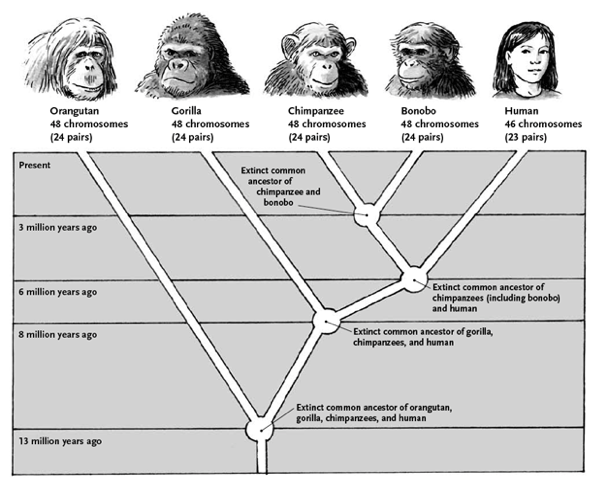 Orangutan
48 chromosomes
(24 pairs)
Gorilla
48 chromosomes
(24 pairs)
Chimpanzee
48 chromosomes
(24 pairs)
Bonobo
48 chromosomes
(24 pairs)
Human
46 chromosomes
(23 pairs)
Present
Extinct common
ancestor of
chimpanzee and
bonobo
3 million years ago
6 million years ago
Extinct common ancestor of
chimpanzees (including bonobo)
and human
8 million years ago
Extinct common ancestor of gorilla,
chimpanzees, and human
Extinct common ancestor of orangutan,
gorilla, chimpanzees, and human
13 million years ago